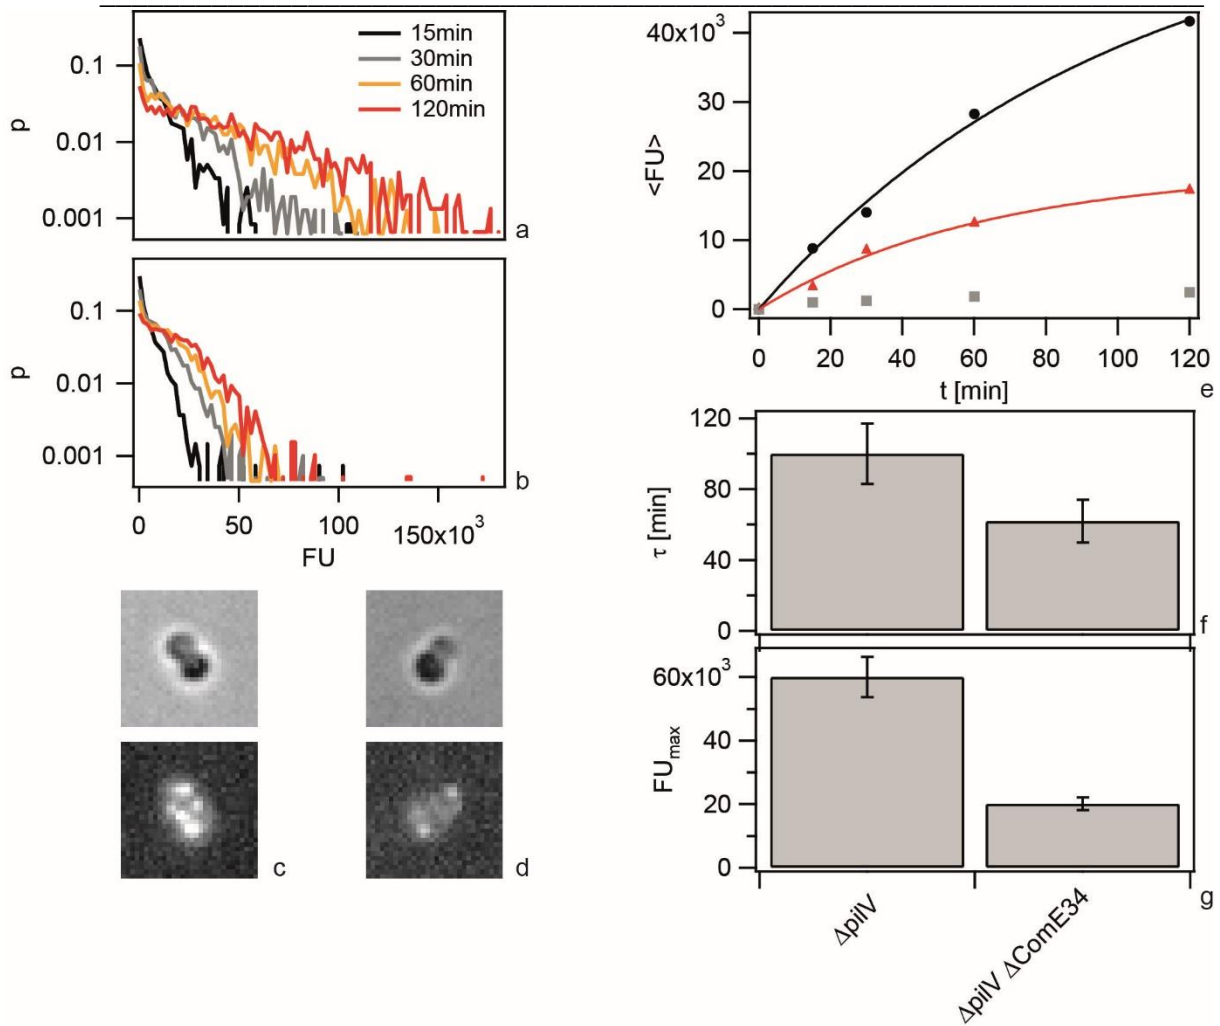 15min
30min
60min
120min
0.1
0.01
0.001
p
a
0.1
0.01
0.001
p
b
0
50
100
150x10³
FU
c
d
40x10³
30
20
10
0
<FU>
0
20
40
60
80
100
120
t [min]
e
120
80
40
0
τ [min]
f
60x10³
40
20
0
FUmax
g
ΔpilV
ΔpilV ΔComE34